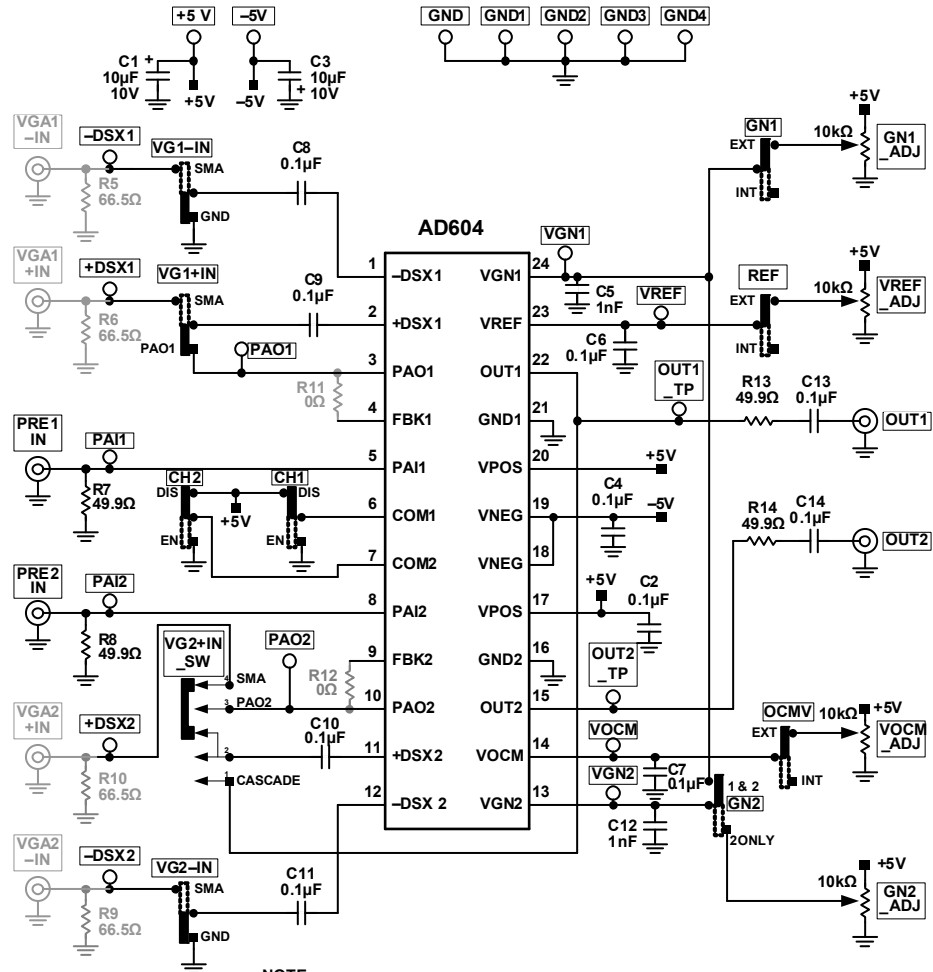 +5 V
–5V
GND
GND1
GND2
GND3
GND4
C1
10µF
10V
+
+5V
–5V
C3
10µF
10V
+
VGA1
–IN
–DSX1
R5
66.5Ω
VG1–IN
SMA
GND
C8
0.1µF
VGA1
+IN
+DSX1
R6
66.5Ω
VG1+IN
SMA
PAO1
C9
0.1µF
PAO1
R11
0Ω
PRE1
IN
PAI1
R7
49.9Ω
CH2
DIS
EN
+5V
CH1
DIS
EN
PRE2
IN
PAI2
R8
49.9Ω
VG2+IN
_SW
4
SMA
3
PAO2
2
1
CASCADE
PAO2
R12
0Ω
VGA2
+IN
+DSX2
R10
66.5Ω
C10
0.1µF
VGA2
–IN
–DSX2
R9
66.5Ω
VG2–IN
SMA
GND
C11
0.1µF
AD604
1
–DSX1
2
+DSX1
3
PAO1
4
FBK1
5
PAI1
6
COM1
7
COM2
8
PAI2
9
FBK2
10
PAO2
11
+DSX2
12
–DSX 2
VGN1
24
VREF
23
OUT1
22
GND1
21
VPOS
20
VNEG
19
VNEG
18
VPOS
17
GND2
16
OUT2
15
VOCM
14
VGN2
13
VGN1
C5
1nF
VREF
C6
0.1µF
GN1
EXT
INT
+5V
10kΩ
GN1
_ADJ
REF
EXT
INT
+5V
10kΩ
VREF
_ADJ
OUT1
_TP
R13
49.9Ω
C13
0.1µF
OUT1
+5V
C4
0.1µF
–5V
R14
49.9Ω
C14
0.1µF
OUT2
+5V
C2
0.1µF
OUT2
_TP
VOCM
C7
0.1µF
OCMV
EXT
INT
10kΩ
+5V
VOCM
_ADJ
VGN2
C12
1nF
1 & 2
GN2
2ONLY
+5V
10kΩ
GN2
_ADJ